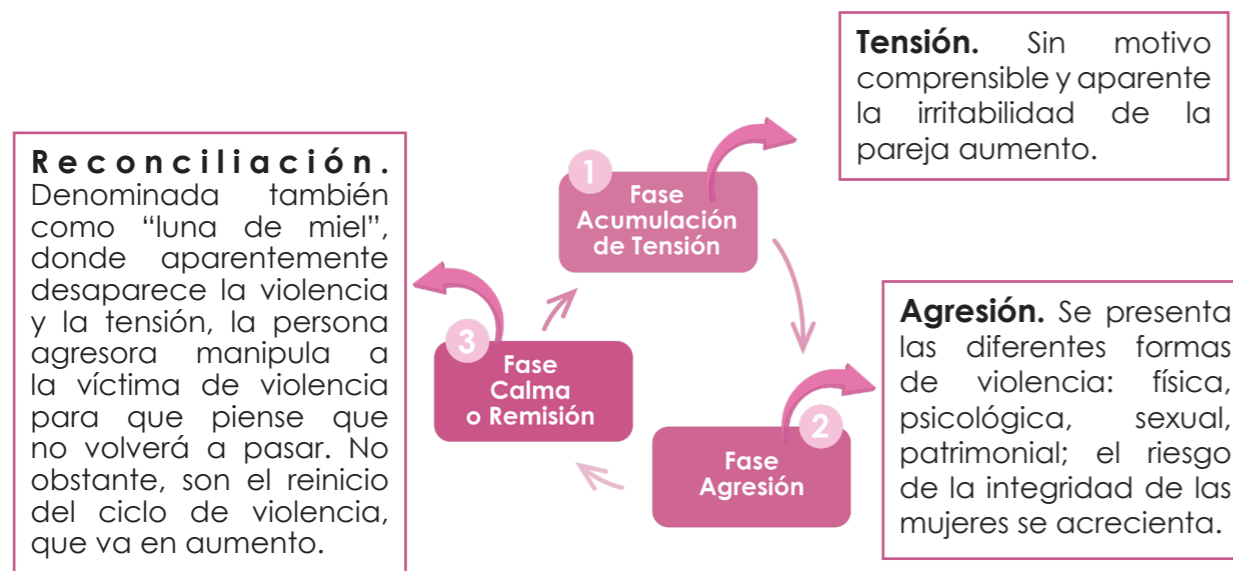 Tensión. Sin motivo
comprensible y aparente
la irritabilidad de la
pareja aumento.
Reconciliación.
Denominada también
como “luna de miel”,
donde aparentemente
desaparece la violencia
y la tensión, la persona
agresora manipula a
la víctima de violencia
para que piense que
no volverá a pasar. No
obstante, son el reinicio
del ciclo de violencia,
que va en aumento.
1
Fase
Acumulación
de Tensión
3
Fase
Calma
o Remisión
2
Fase
Agresión
Agresión. Se presenta
las diferentes formas
de violencia: física,
psicológica, sexual,
patrimonial; el riesgo
de la integridad de las
mujeres se acrecienta.